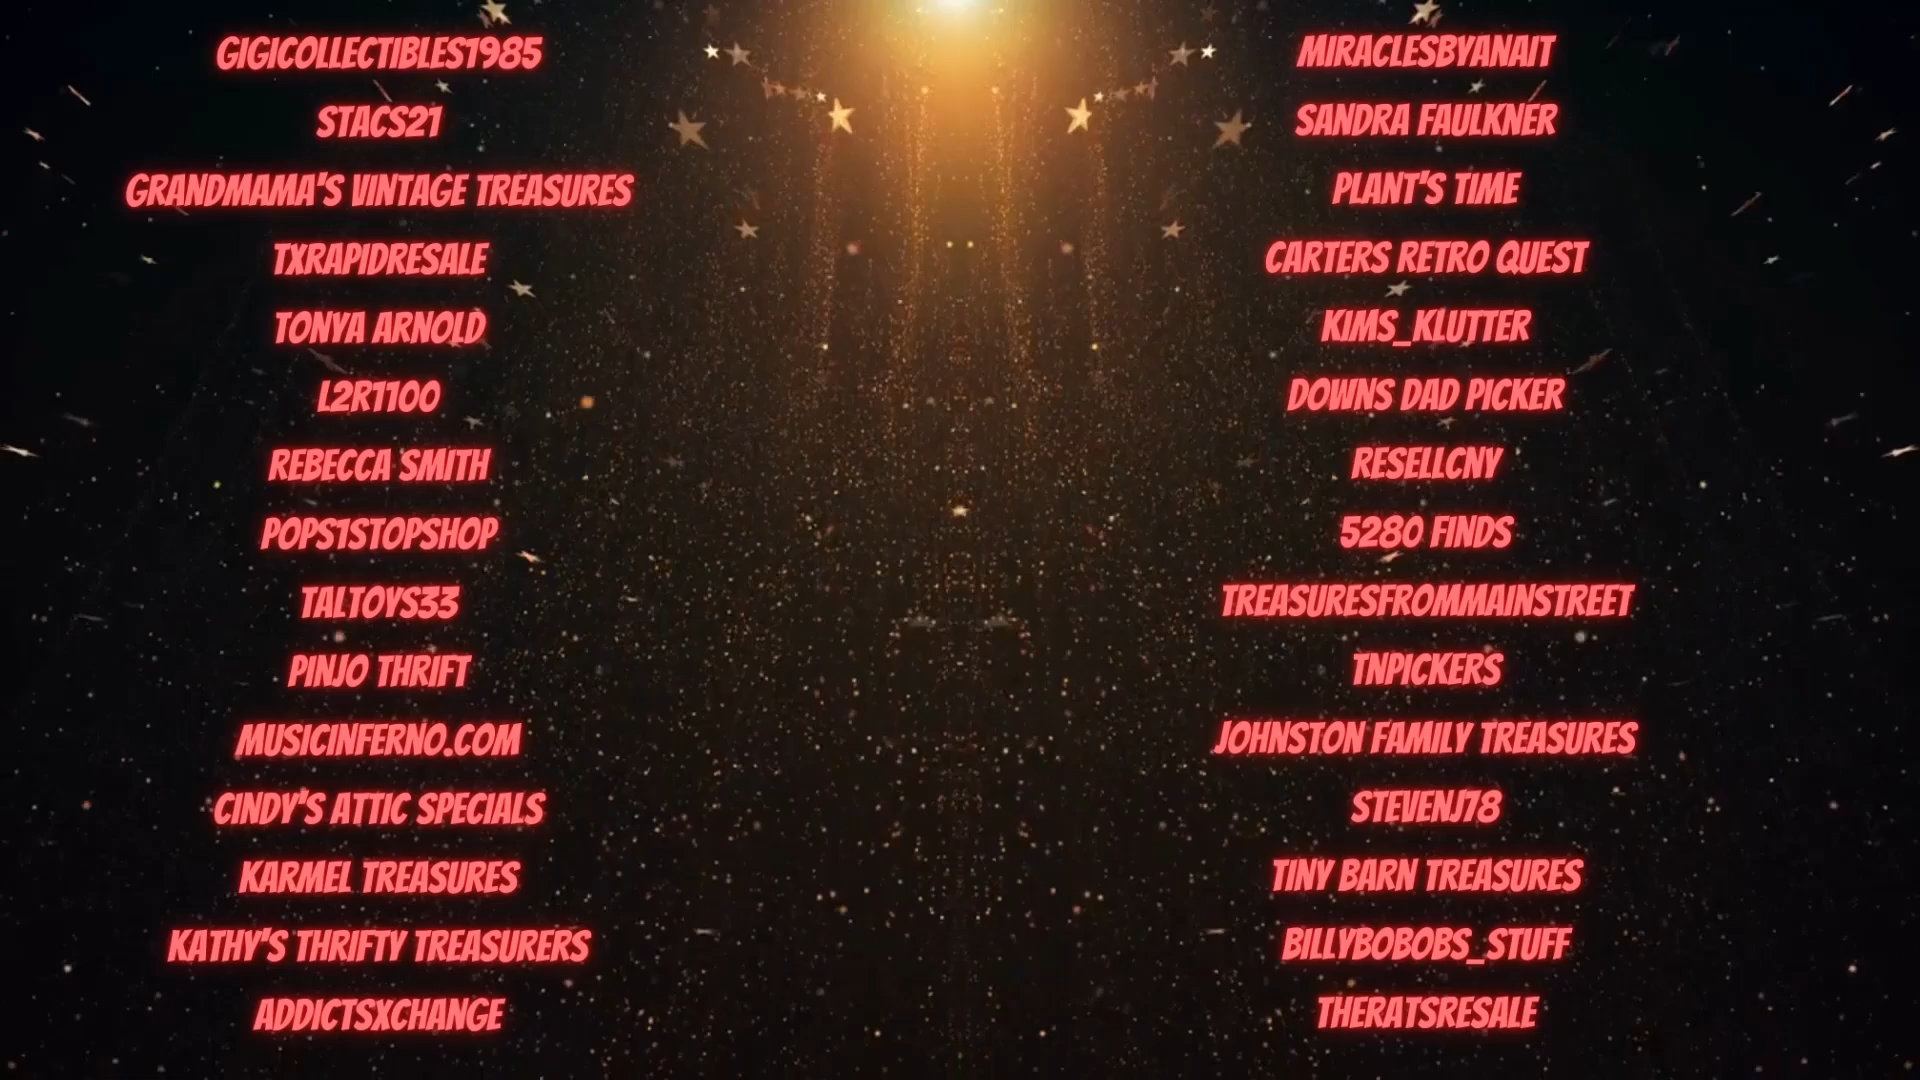 GIGICOLLECTIBLES1985
STACS21
GRANDMAMA'S VINTAGE TREASURES
TXRAPIDRESALE
TONYA ARNOLD
L2R1100
REBECCA SMITH
POPS1STOPSHOP
TALTOYS33
PINJO THRIFT
MUSICINFERNO.COM
CINDY'S ATTIC SPECIALS
KARMEL TREASURES
KATHY'S THRIFTY TREASURERS
ADDICTSXCHANGE
MIRACLESBYANAIT
SANDRA FAULKNER
PLANT'S TIME
CARTERS RETRO QUEST
KIMS_KLUTTER
DOWNS DAD PICKER
RESELLCNY
5280 FINDS
TREASURESFROMMAINSTREET
TNPICKERS
JOHNSTON FAMILY TREASURES
STEVENJ78
TINY BARN TREASURES
BILLYBOBOBS_STUFF
THERATSRESALE